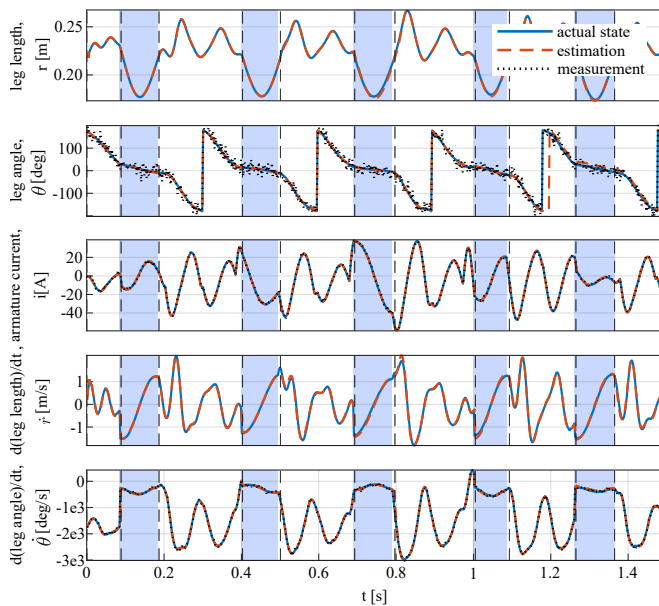 leg length,
r [m]
0.25
0.20
actual state
estimation
measurement
leg angle,
θ [deg]
100
0
-100
armature current,
i[A]
20
0
-20
-40
d(leg length)/dt ,
ṙ [m/s]
1
0
-1
d(leg angle)/dt,
θ̇ [deg/s]
0
-1e3
-2e3
-3e3
0
0.2
0.4
0.6
0.8
1
1.2
1.4
t [s]